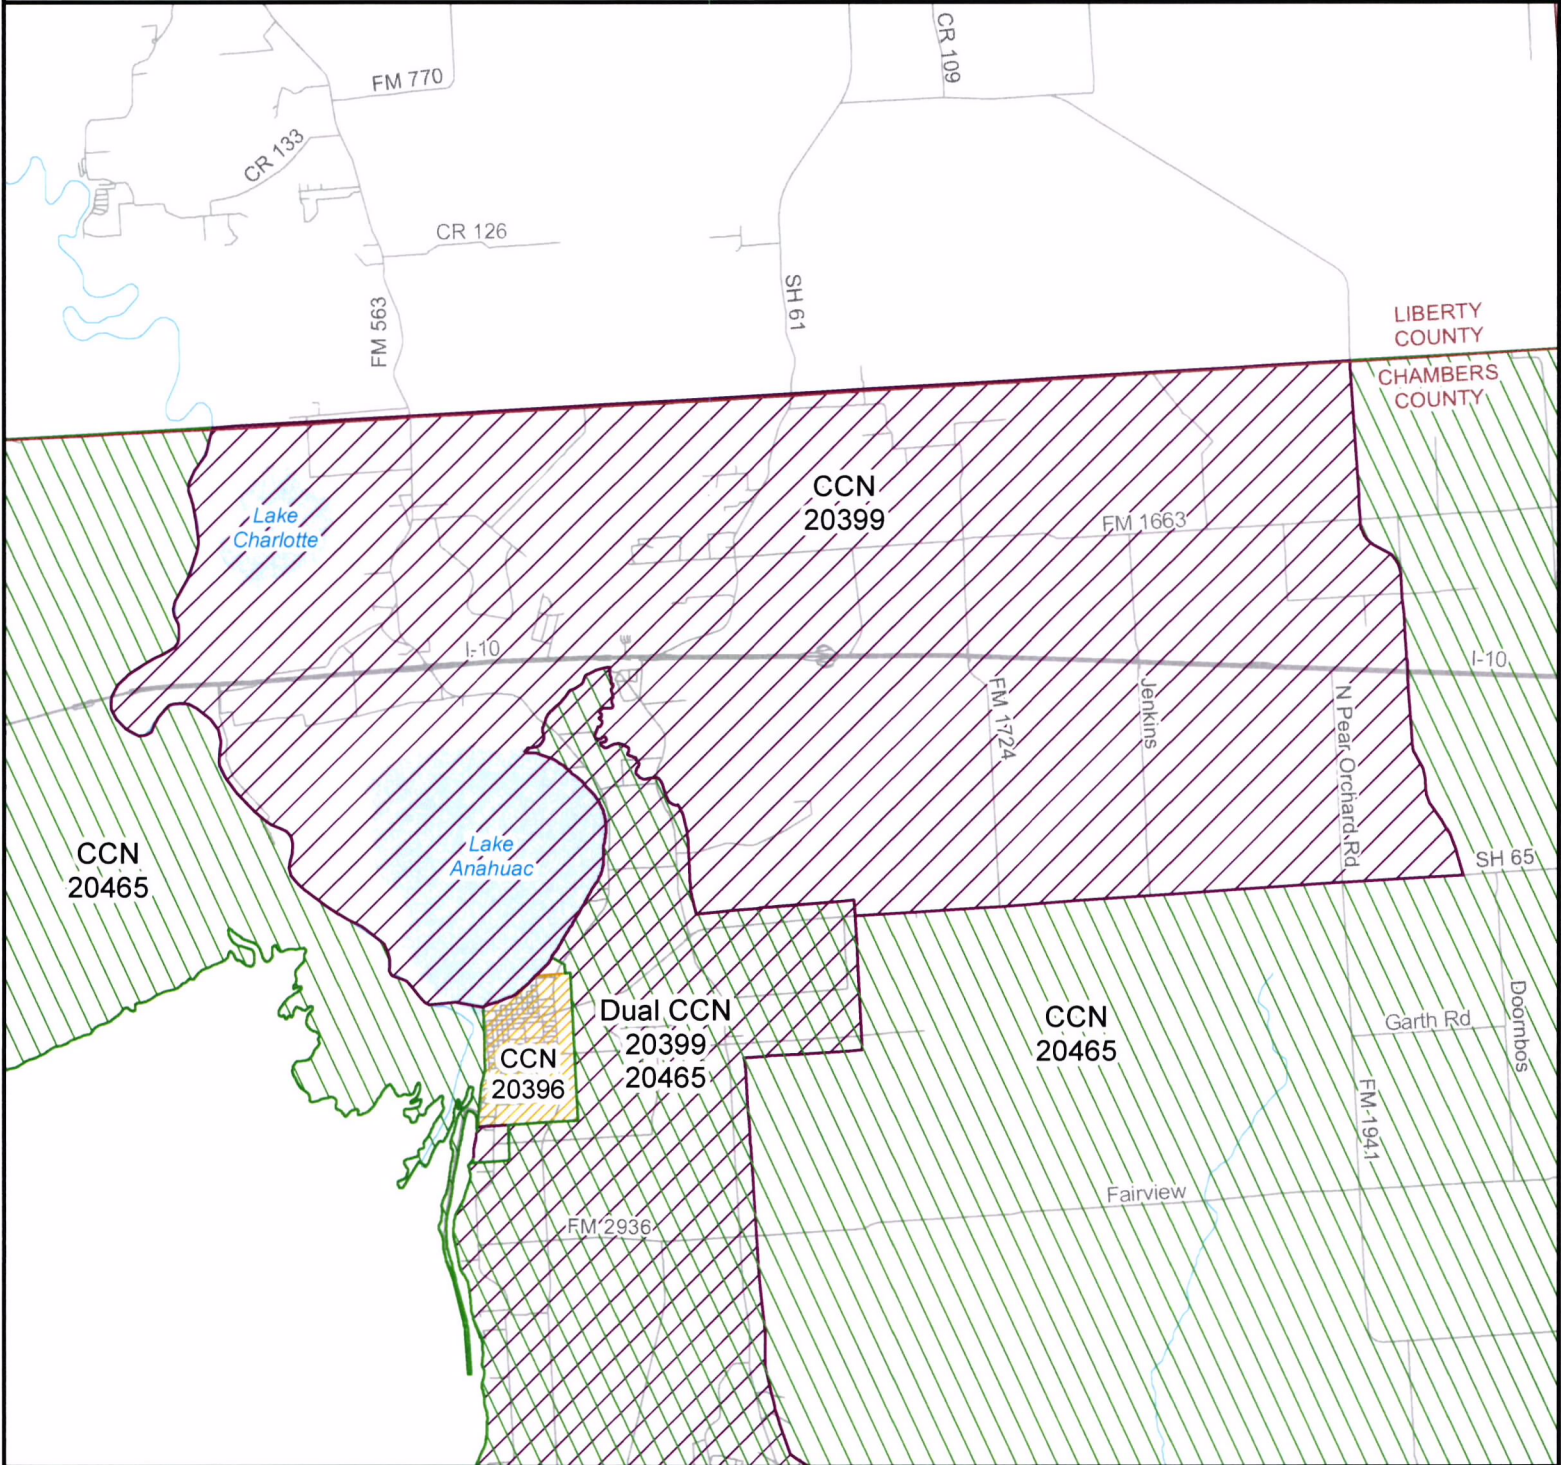 CR 109
FM 770
CR 133
CR 126
SH 61
FM 563
LIBERTY
COUNTY
CHAMBERS
COUNTY
CCN
20399
Lake
Charlotte
FM 1663
I-10
I-10
FM 1724
Jenkins
N Pear Orchard Rd
CCN
20465
Lake
Anahuac
SH 65
Dual CCN
20399
20465
CCN
20465
Garth Rd
Doornbos
CCN
20396
FM 1941
Fairview
FM 2936